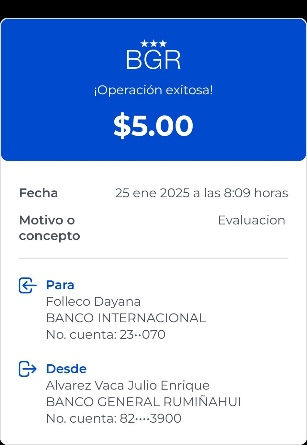 BGR
¡Operación exitosa!
$5.00
Fecha 25 ene 2025 a las 8:09 horas
Motivo o concepto Evaluacion
Para
Folleco Dayana
BANCO INTERNACIONAL
No. cuenta: 23••070
Desde
Alvarez Vaca Julio Enrique
BANCO GENERAL RUMIÑAHUI
No. cuenta: 82••••3900